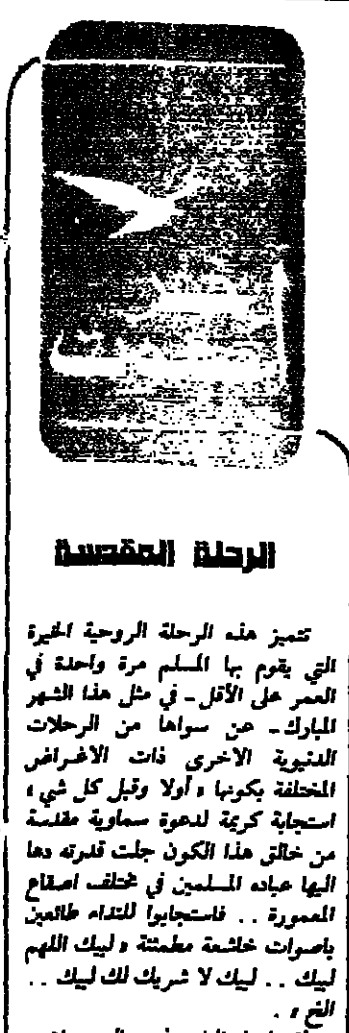 الرحلة المقدسة
تتميز هذه الرحلة الروحية الخيرة
التي يقوم بها المسلم مرة واحدة في
العمر على الأقل - في مثل هذا الشهر
المبارك - عن سواها من الرحلات
الدنيوية الاخرى ذات الاغراض
المختلفة بكونها « أولا وقبل كل شيء »
استجابة كريمة لدعوة سماوية مقدسة
من خالق هذا الكون جلت قدرته دعا
اليها عباده المسلمين في مختلف اصقاع
المعمورة .. فاستجابوا للنداء طائعين
باصوات خاشعة مطمئنة « لبيك اللهم
لبيك .. لبيك لا شريك لك لبيك ..
الخ » .